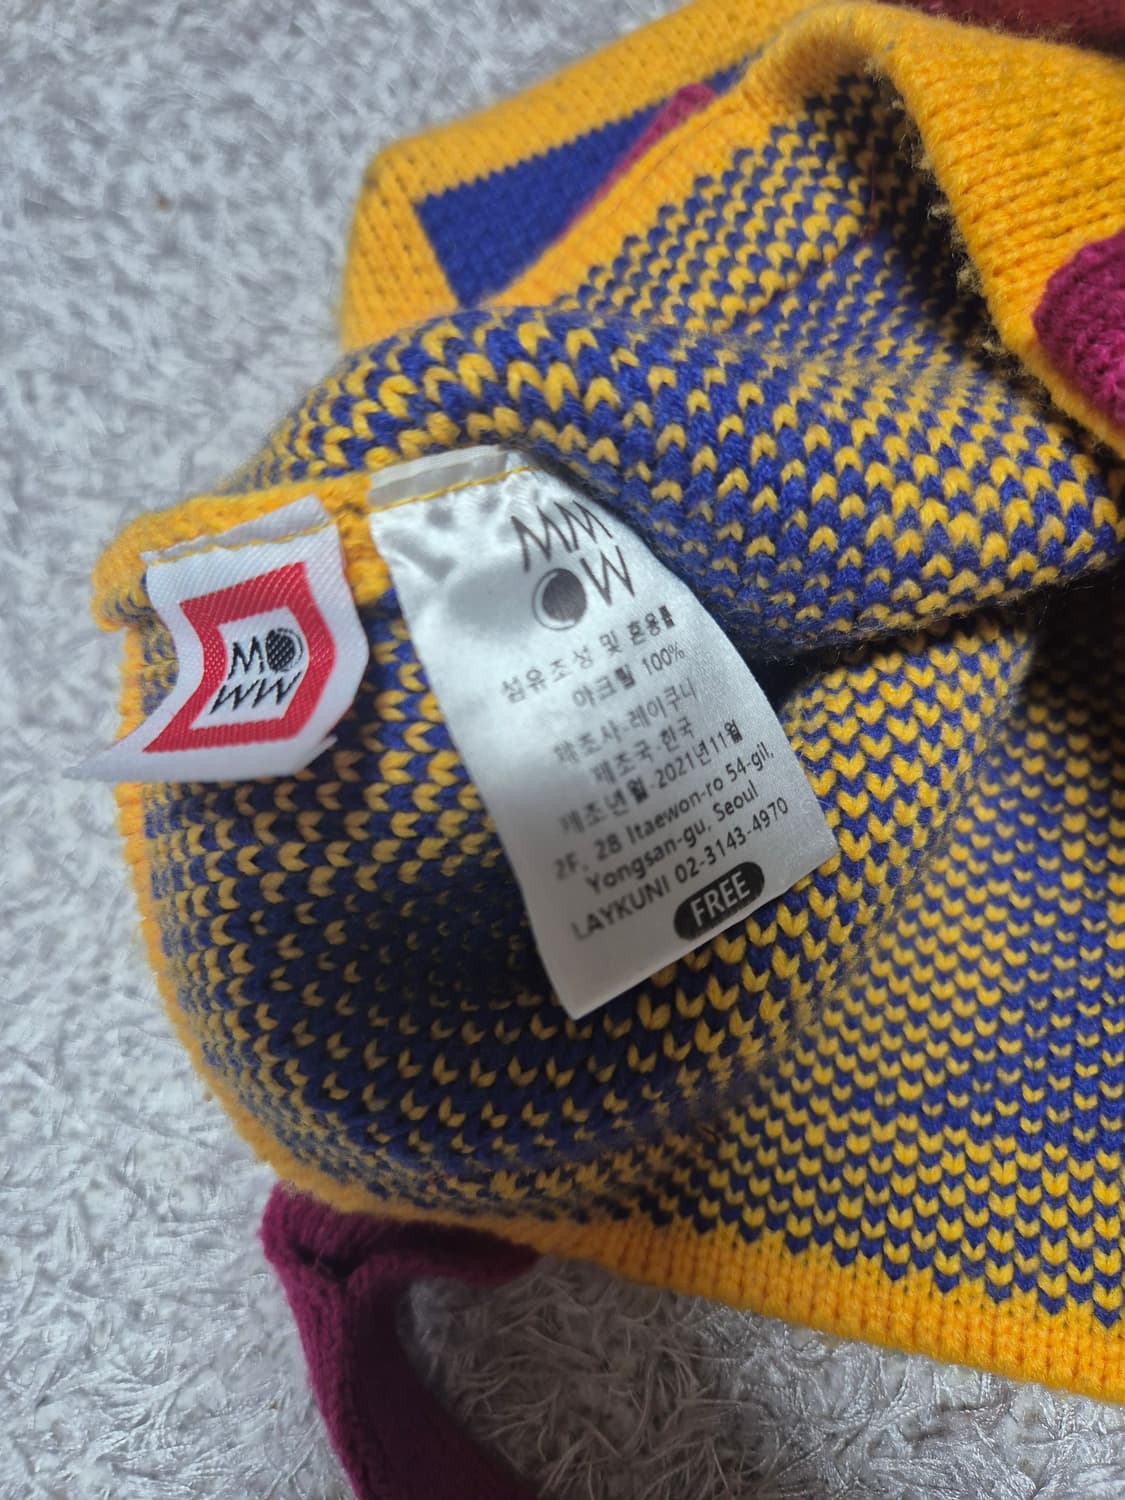 MM
OW
섬유조성 및 혼용률
아크릴 100%
제조사-레이쿠니
제조국-한국
제조년월-2021년11월
2F, 28 Itaewon-ro 54-gil,
Yongsan-gu, Seoul
LAYKUNI 02-3143-4970
FREE
MM
OW